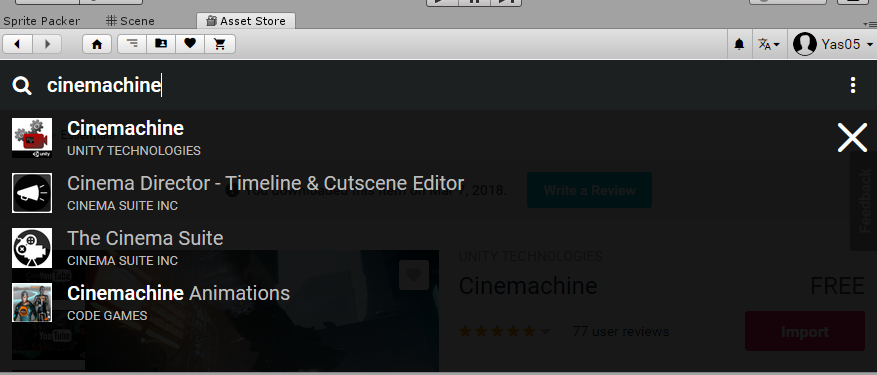 Sprite Packer
Scene
Asset Store
Yas05
cinemachine
Cinemachine
UNITY TECHNOLOGIES
Cinema Director - Timeline & Cutscene Editor
CINEMA SUITE INC
The Cinema Suite
CINEMA SUITE INC
Cinemachine Animations
CODE GAMES
2018.
Write a Review
Feedback
UNITY TECHNOLOGIES
Cinemachine
FREE
77 user reviews
Import
YouTube